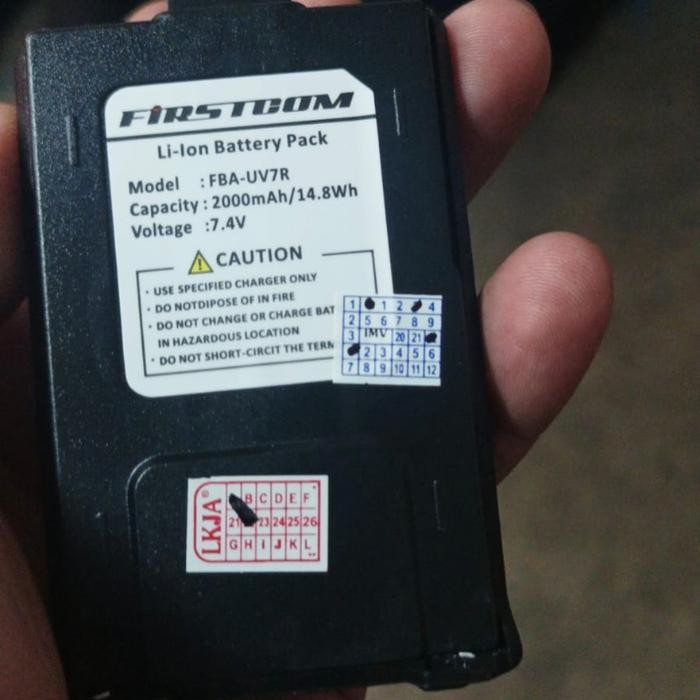 FIRSTCOM
Li-Ion Battery Pack
Model : FBA-UV7R
Capacity : 2000mAh/14.8Wh
Voltage :7.4V
CAUTION
· USE SPECIFIED CHARGER ONLY
· DO NOTDIPOSE OF IN FIRE
· DO NOT CHANGE OR CHARGE BAT
IN HAZARDOUS LOCATION
· DO NOT SHORT-CIRCIT THE TERM
1 1 2 4
2 5 6 7 8 9
3 IMV 20 21
2 3 4 5 6
7 8 9 10 11 12
LKJA®
B C D E F
21 23 24 25 26
G H I J K L